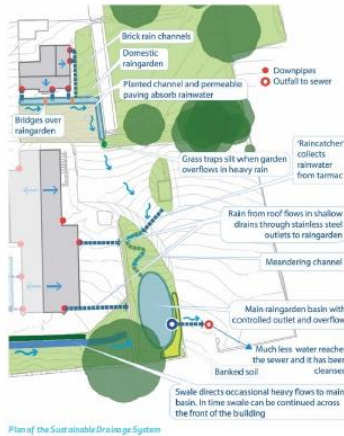 Brick rain channels
Domestic
raingarden
Planted channel and permeable
paving absorb rainwater
Downpipes
Outfall to sewer
Bridges over
raingarden
Grass traps silt when garden
overflows in heavy rain
'Raincatcher'
collects
rainwater
from tarmac
Rain from roof flows in shallow
drains through stainless steel
outlets to raingarden
Meandering channel
Main raingarden basin with
controlled outlet and overflow
Much less water reaches
the sewer and it has been
cleansed
Banked soil
Swale directs occassional heavy flows to main
basin. In time swale can be continued across
the front of the building
Plan of the Sustainable Drainage System